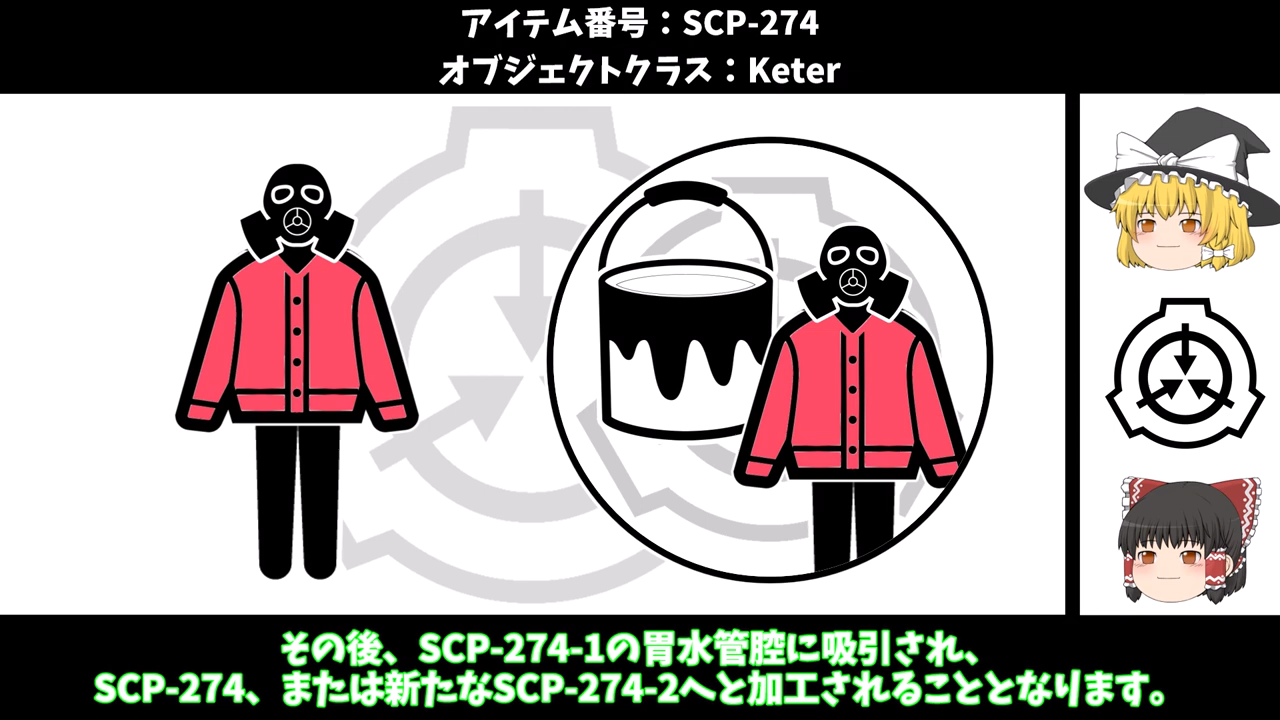 アイテム番号：SCP-274
オブジェクトクラス：Keter
その後、SCP-274-1の胃水管腔に吸引され、
SCP-274、または新たなSCP-274-2へと加工されることとなります。